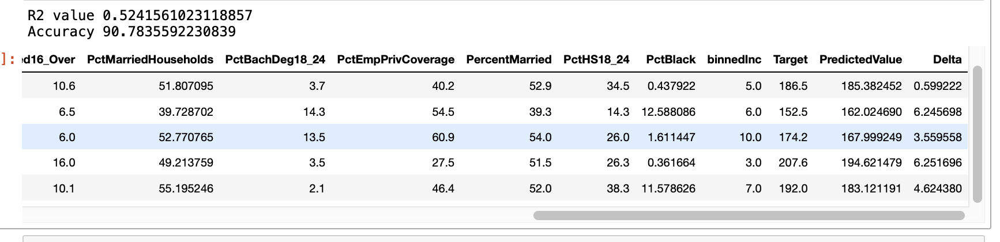 R2 value 0.5241561023118857
Accuracy 90.7835592230839
]: ed16_Over PctMarriedHouseholds PctBachDeg18_24 PctEmpPrivCoverage PercentMarried PctHS18_24 PctBlack binnedInc Target PredictedValue Delta
10.6 51.807095 3.7 40.2 52.9 34.5 0.437922 5.0 186.5 185.382452 0.599222
6.5 39.728702 14.3 54.5 39.3 14.3 12.588086 6.0 152.5 162.024690 6.245698
6.0 52.770765 13.5 60.9 54.0 26.0 1.611447 10.0 174.2 167.999249 3.559558
16.0 49.213759 3.5 27.5 51.5 26.3 0.361664 3.0 207.6 194.621479 6.251696
10.1 55.195246 2.1 46.4 52.0 38.3 11.578626 7.0 192.0 183.121191 4.624380